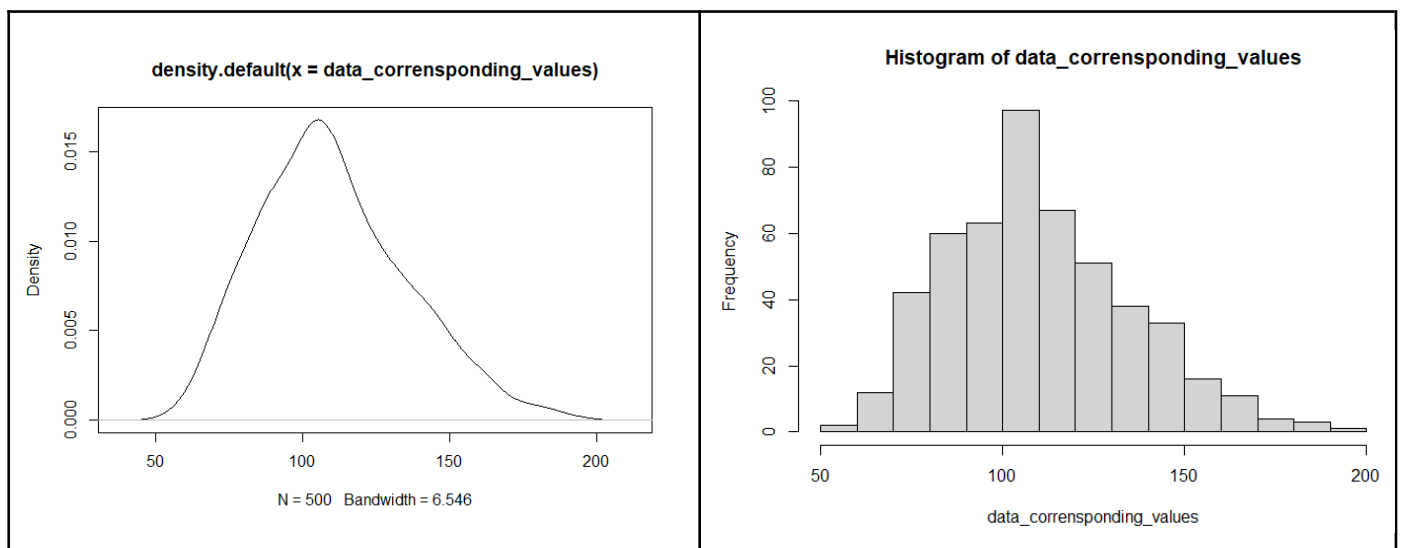 density.default(x = data_corrensponding_values)
Density
0.000
0.005
0.010
0.015
50 100 150 200
N = 500 Bandwidth = 6.546
Histogram of data_corrensponding_values
Frequency
0
20
40
60
80
100
50 100 150 200
data_corrensponding_values